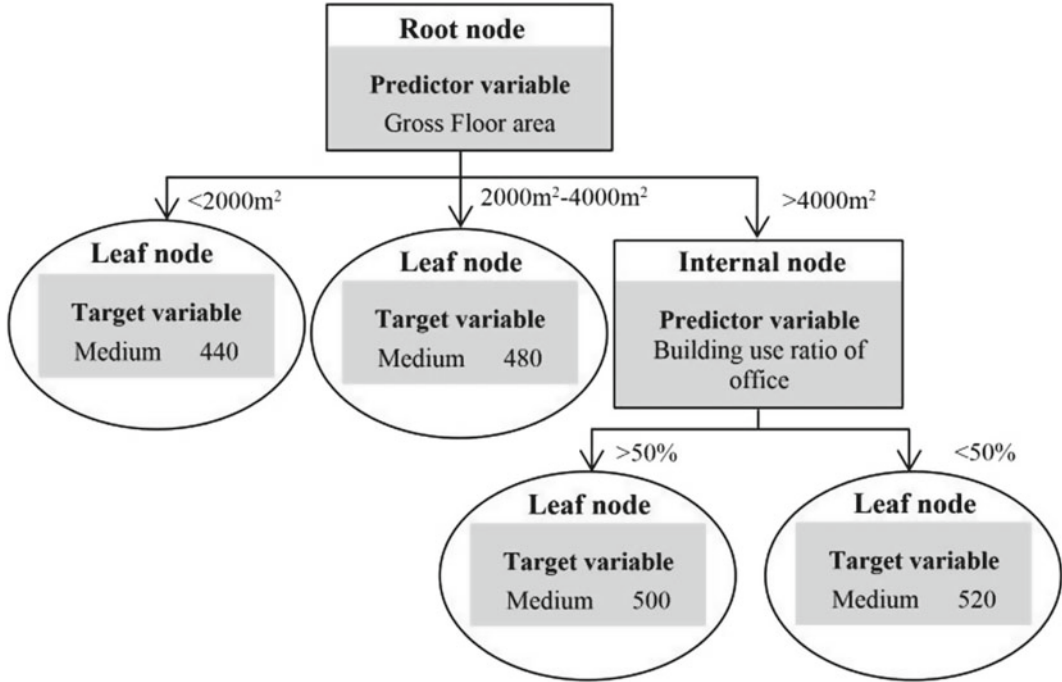 Root node
Predictor variable
Gross Floor area
<2000m²
2000m²-4000m²
>4000m²
Leaf node
Target variable
Medium 440
Leaf node
Target variable
Medium 480
Internal node
Predictor variable
Building use ratio of
office
>50%
<50%
Leaf node
Target variable
Medium 500
Leaf node
Target variable
Medium 520